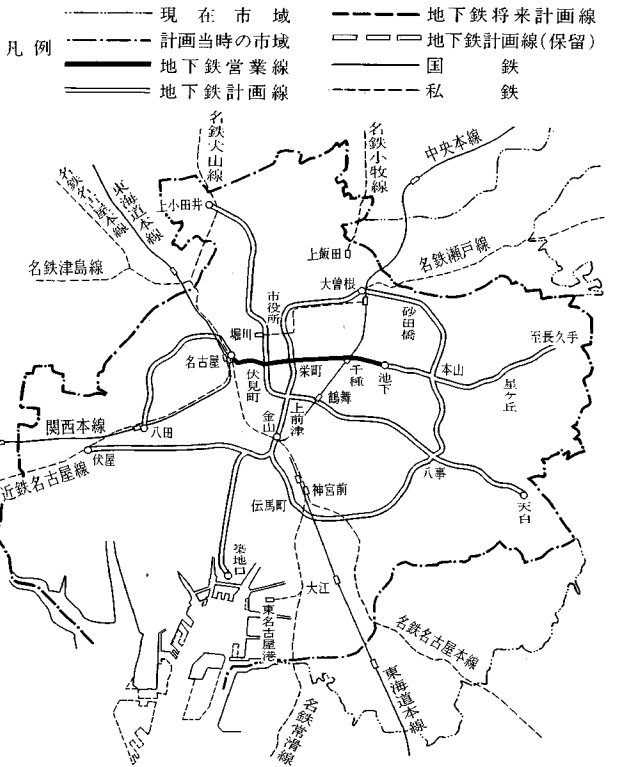 凡例
現在市域
計画当時の市域
地下鉄営業線
地下鉄計画線
地下鉄将来計画線
地下鉄計画線(保留)
国鉄
私鉄
名鉄犬山線
名鉄小牧線
中央本線
東海道本線
名鉄名古屋本線
上小田井
上飯田
名鉄瀬戸線
名鉄津島線
大曽根
市役所
砂田橋
堀川
至長久手
名古屋
伏見町
栄町
千種
池下
本山
星ケ丘
鶴舞
上前津
金山
関西本線
八田
伏屋
近鉄名古屋線
八事
神宮前
伝馬町
天白
築地口
大江
東名古屋港
名鉄名古屋本線
東海道本線
名鉄常滑線